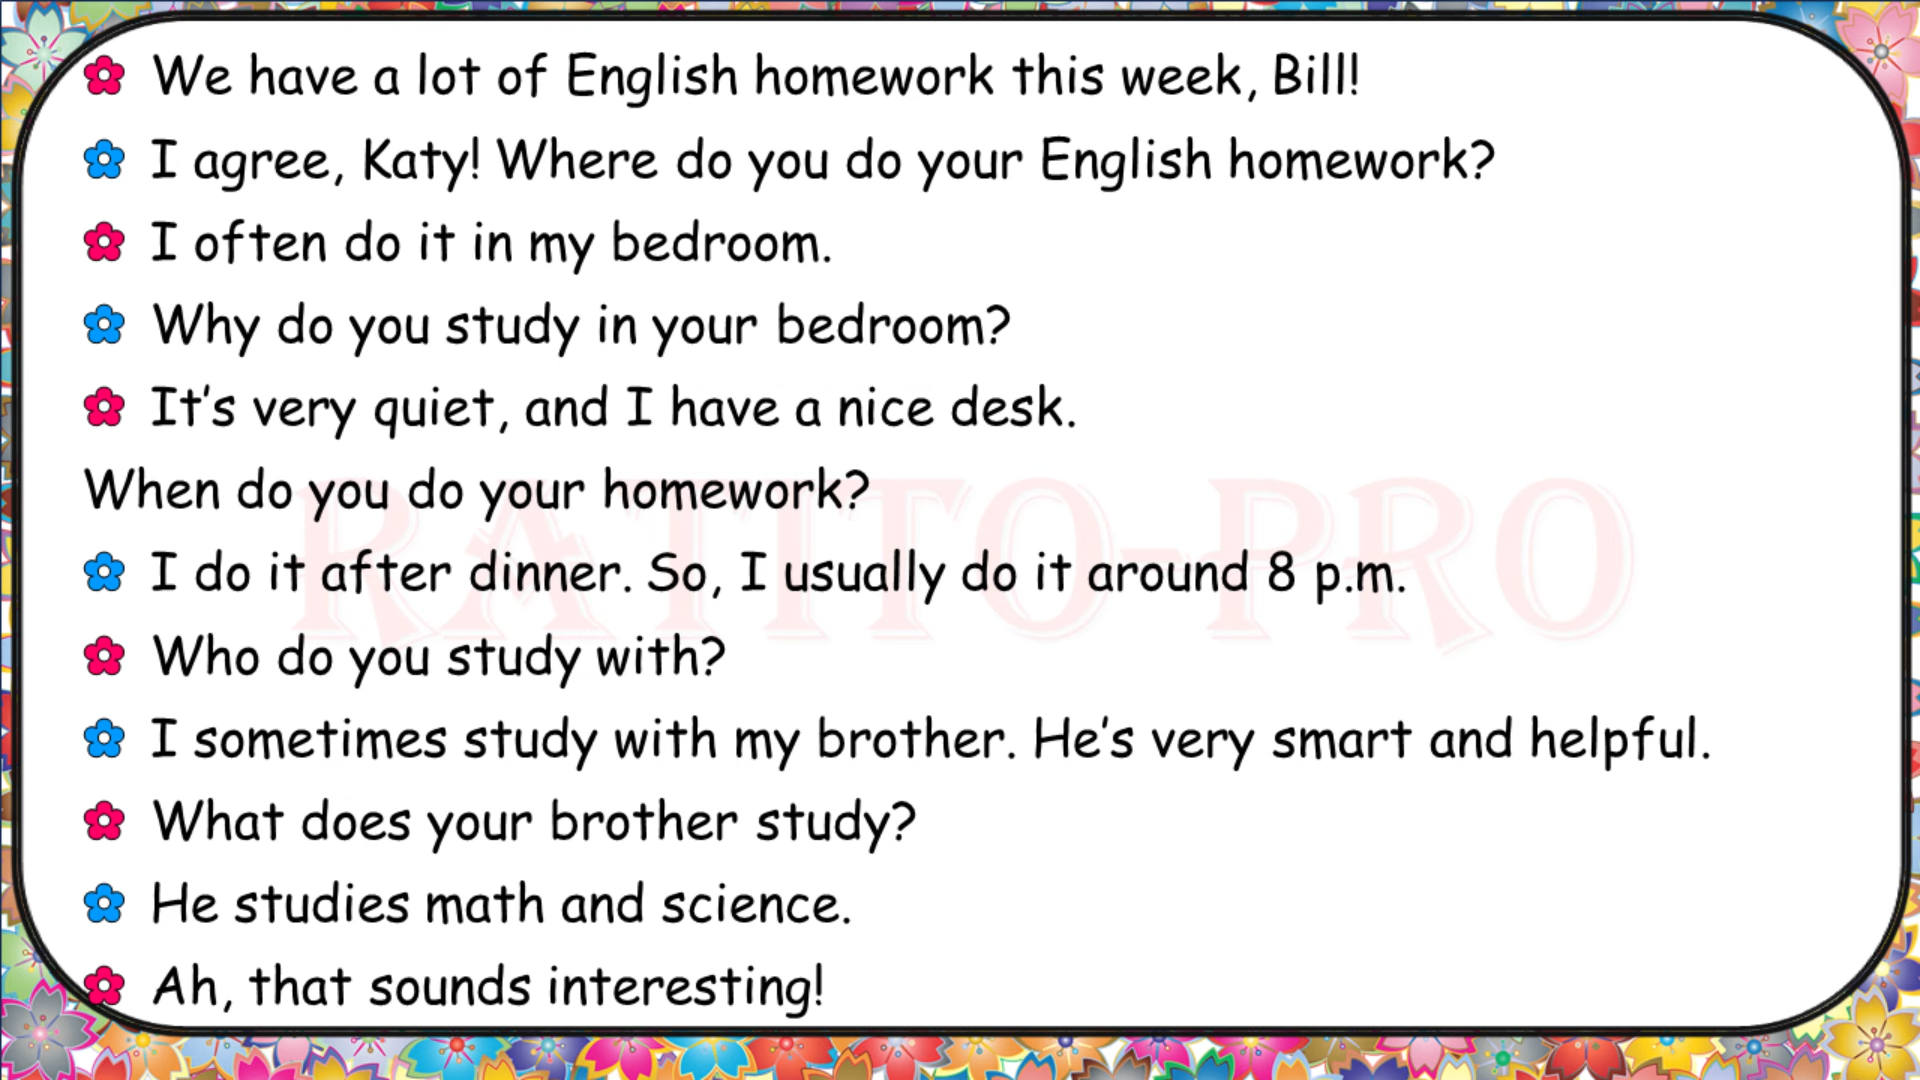 We have a lot of English homework this week, Bill!
I agree, Katy! Where do you do your English homework?
I often do it in my bedroom.
Why do you study in your bedroom?
It's very quiet, and I have a nice desk.
When do you do your homework?
RATITO-PRO
I do it after dinner. So, I usually do it around 8 p.m.
Who do you study with?
I sometimes study with my brother. He's very smart and helpful.
What does your brother study?
He studies math and science.
Ah, that sounds interesting!